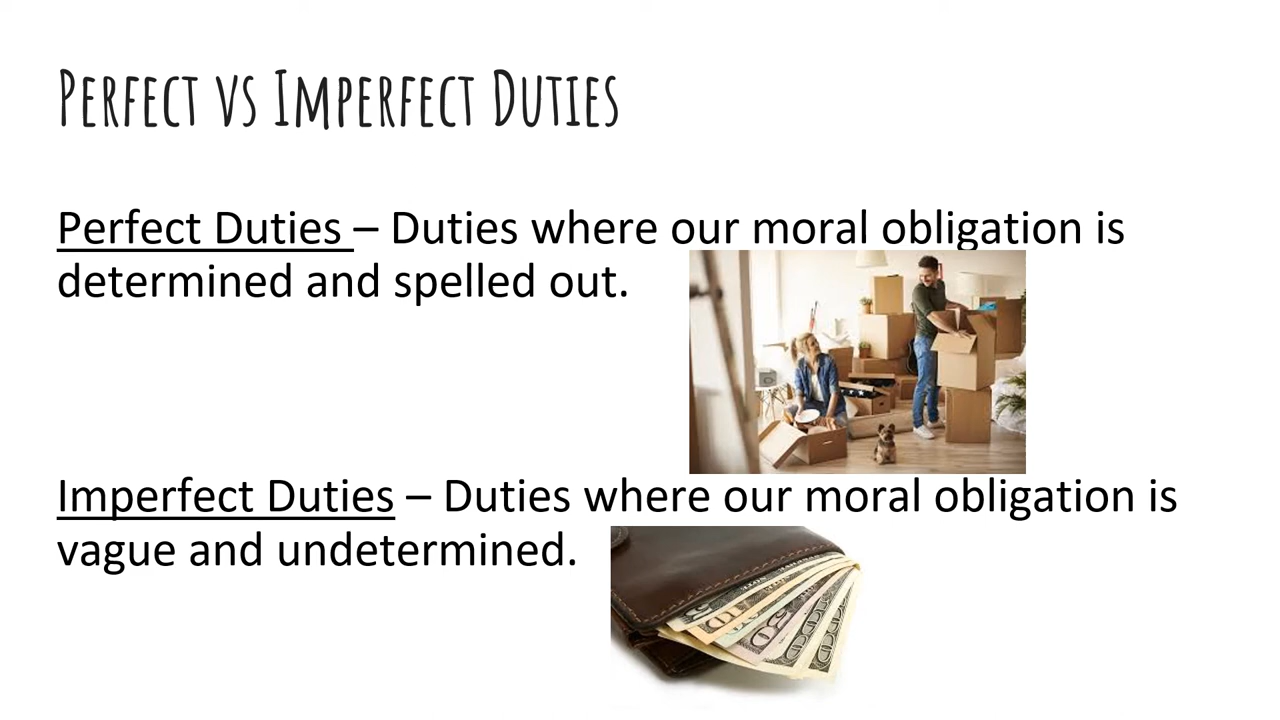 Perfect vs Imperfect Duties
Perfect Duties – Duties where our moral obligation is
determined and spelled out.
Imperfect Duties – Duties where our moral obligation is
vague and undetermined.